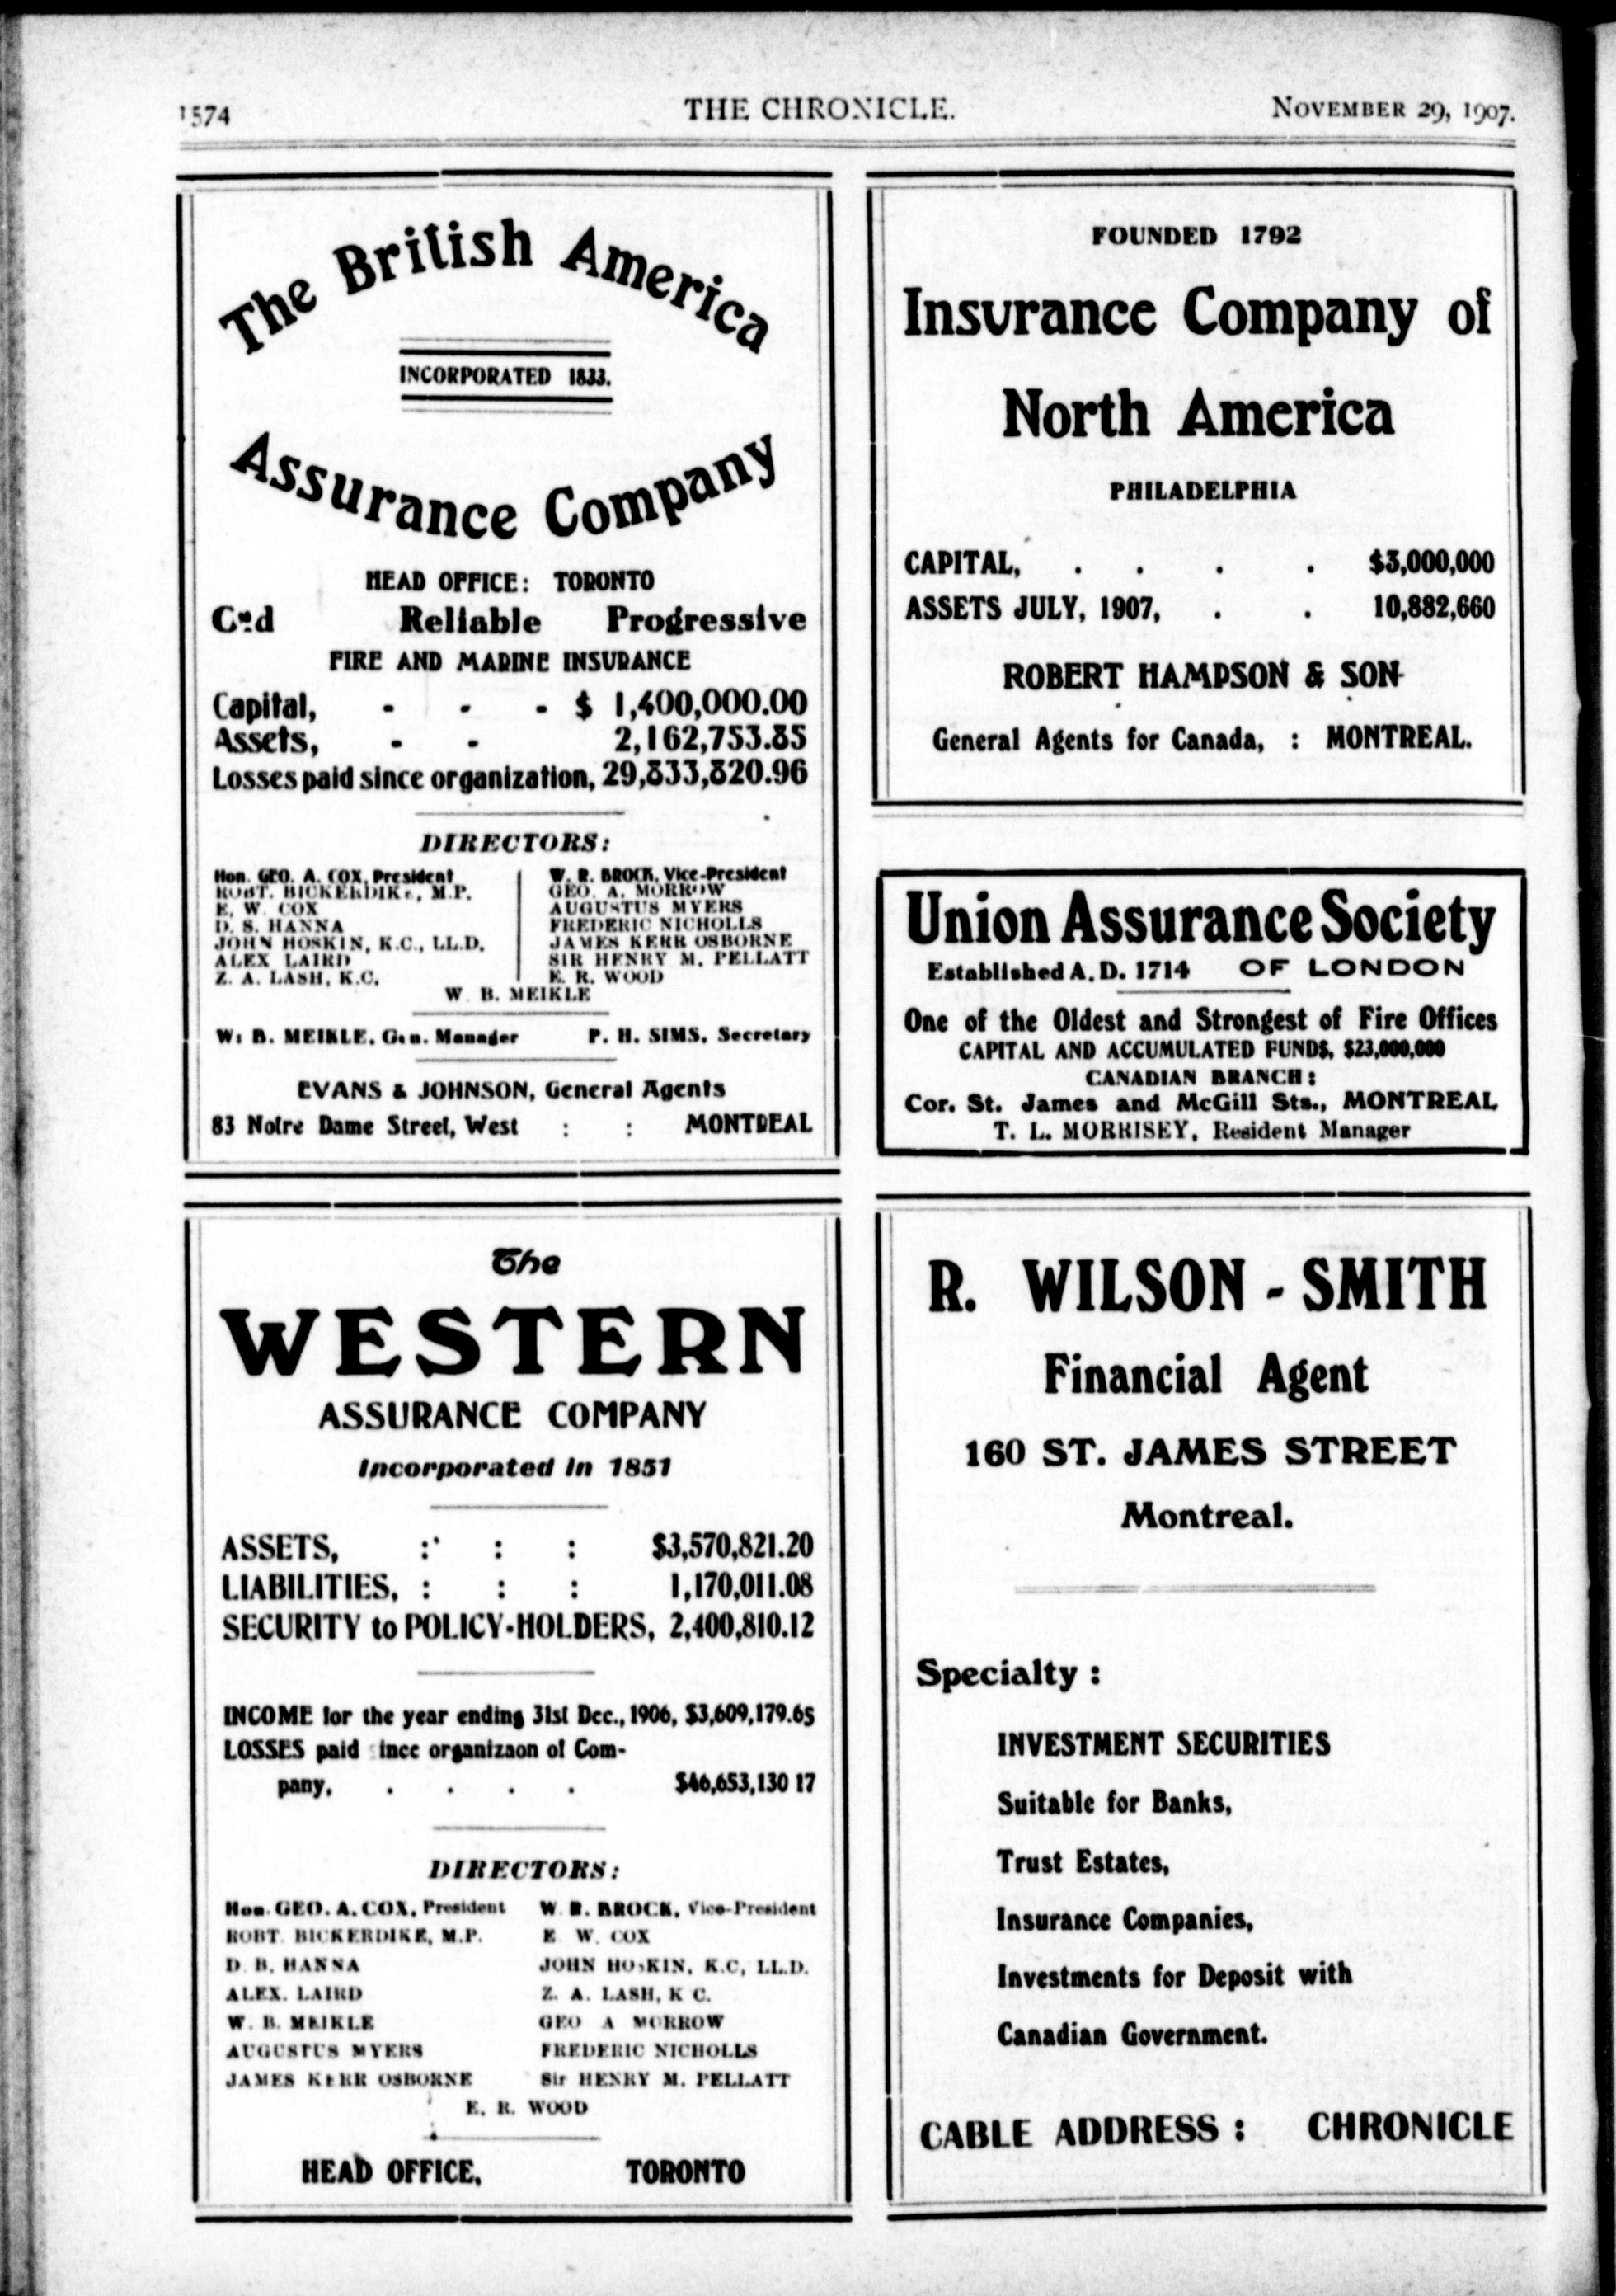 1574
THE CHRONICLE.
NOVEMBER 29, 1907.
The British America
INCORPORATED 1833.
Assurance Company
HEAD OFFICE: TORONTO
Reliable Progressive
FIRE AND MARINE INSURANCE
Capital, - - - $ 1,400,000.00
Assets, - - 2,162,753.85
Losses paid since organization, 29,833,820.96
DIRECTORS:
Hon. GEO. A. COX, President
ROBT. BICKERDIKE, M.P.
E. W. COX
D. S. HANNA
JOHN HOSKIN, K.C., LL.D.
ALEX LAIRD
Z. A. LASH, K.C.
W. R. BROCK, Vice-President
GEO. A. MORROW
AUGUSTUS MYERS
FREDERIC NICHOLLS
JAMES KERR OSBORNE
SIR HENRY M. PELLATT
E. R. WOOD
W B. MEIKLE
W. B. MEIKLE, Gen. Manager P. H. SIMS, Secretary
EVANS & JOHNSON, General Agents
83 Notre Dame Street, West : : MONTREAL
The
WESTERN
ASSURANCE COMPANY
Incorporated in 1851
ASSETS, : : : $3,570,821.20
LIABILITIES, : : : 1,170,011.08
SECURITY to POLICY-HOLDERS, 2,400,810.12
INCOME for the year ending 31st Dec., 1906, $3,609,179.65
LOSSES paid ince organizaon of Com-
pany, . . . . $46,653,130 17
DIRECTORS:
Hon. GEO. A. COX, President W. R. BROCK, Vice-President
ROBT. BICKERDIKE, M.P. E. W. COX
D. B. HANNA JOHN HOSKIN, K.C, LL.D.
ALEX. LAIRD Z. A. LASH, K C.
W. B. MEIKLE GEO A MORROW
AUGUSTUS MYERS FREDERIC NICHOLLS
JAMES KERR OSBORNE Sir HENRY M. PELLATT
E. R. WOOD
HEAD OFFICE, TORONTO
FOUNDED 1792
Insurance Company of
North America
PHILADELPHIA
CAPITAL, . . . . $3,000,000
ASSETS JULY, 1907, . . 10,882,660
ROBERT HAMPSON & SON
General Agents for Canada, : MONTREAL.
Union Assurance Society
Established A. D. 1714 OF LONDON
One of the Oldest and Strongest of Fire Offices
CAPITAL AND ACCUMULATED FUNDS, $23,000,000
CANADIAN BRANCH:
Cor. St. James and McGill Sts., MONTREAL
T. L. MORRISEY, Resident Manager
R. WILSON - SMITH
Financial Agent
160 ST. JAMES STREET
Montreal.
Specialty :
INVESTMENT SECURITIES
Suitable for Banks,
Trust Estates,
Insurance Companies,
Investments for Deposit with
Canadian Government.
CABLE ADDRESS : CHRONICLE